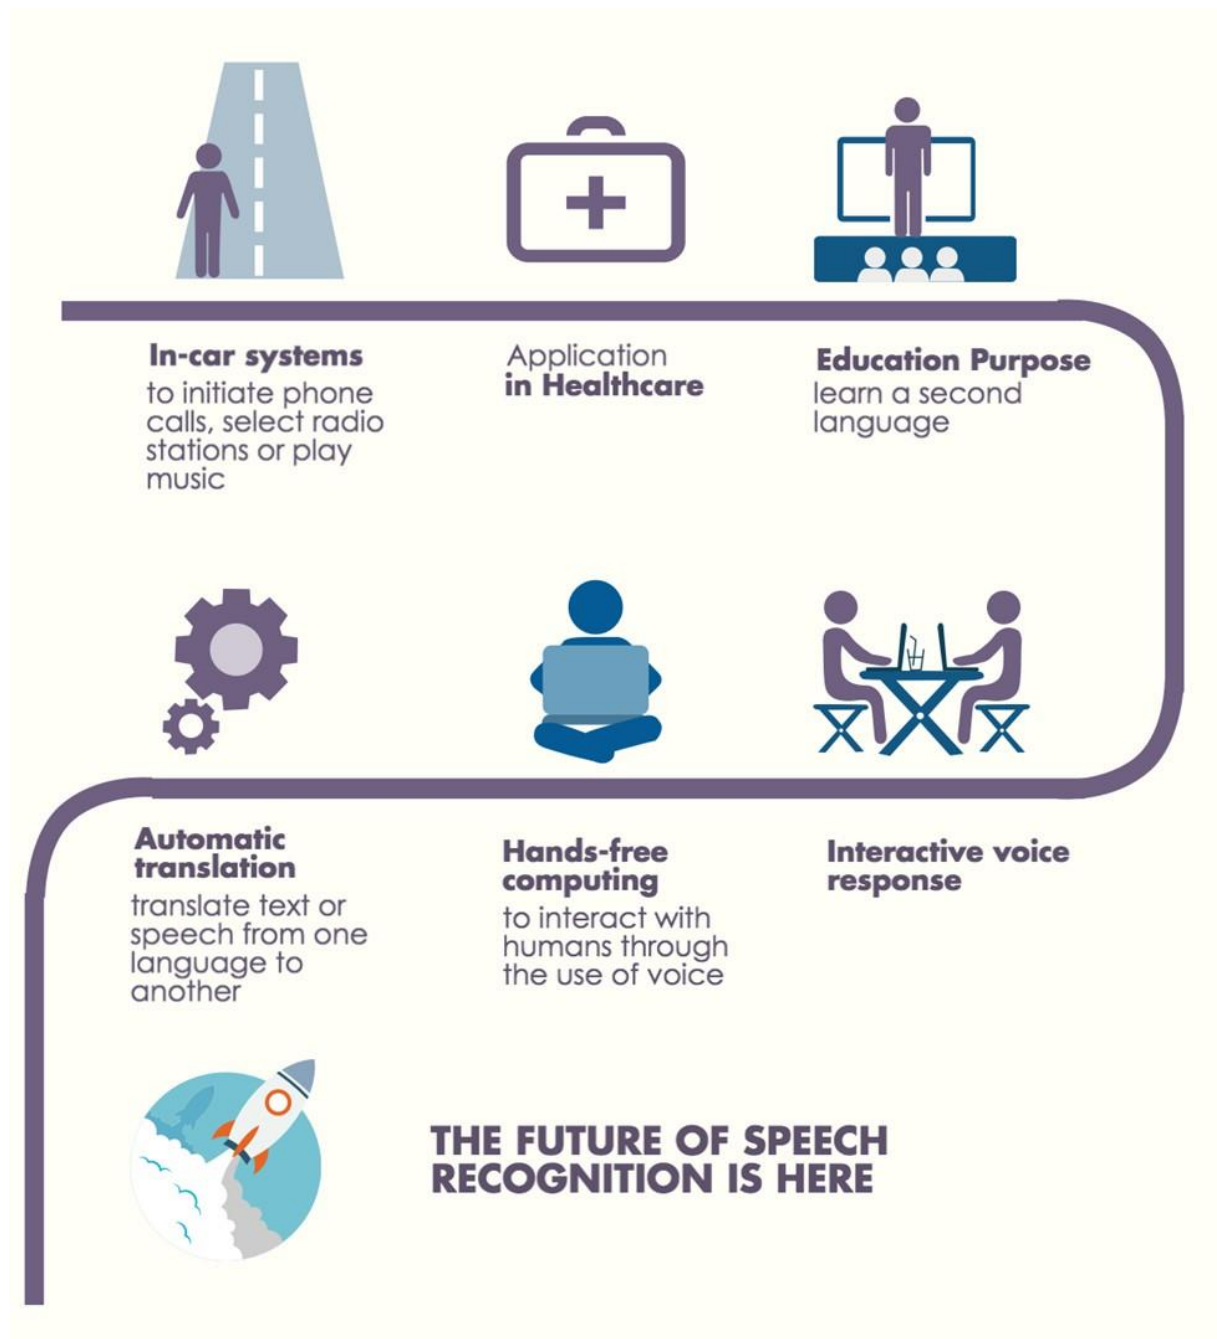 In-car systems
to initiate phone
calls, select radio
stations or play
music
Application
in Healthcare
Education Purpose
learn a second
language
Automatic
translation
translate text or
speech from one
language to
another
Hands-free
computing
to interact with
humans through
the use of voice
Interactive voice
response
THE FUTURE OF SPEECH
RECOGNITION IS HERE